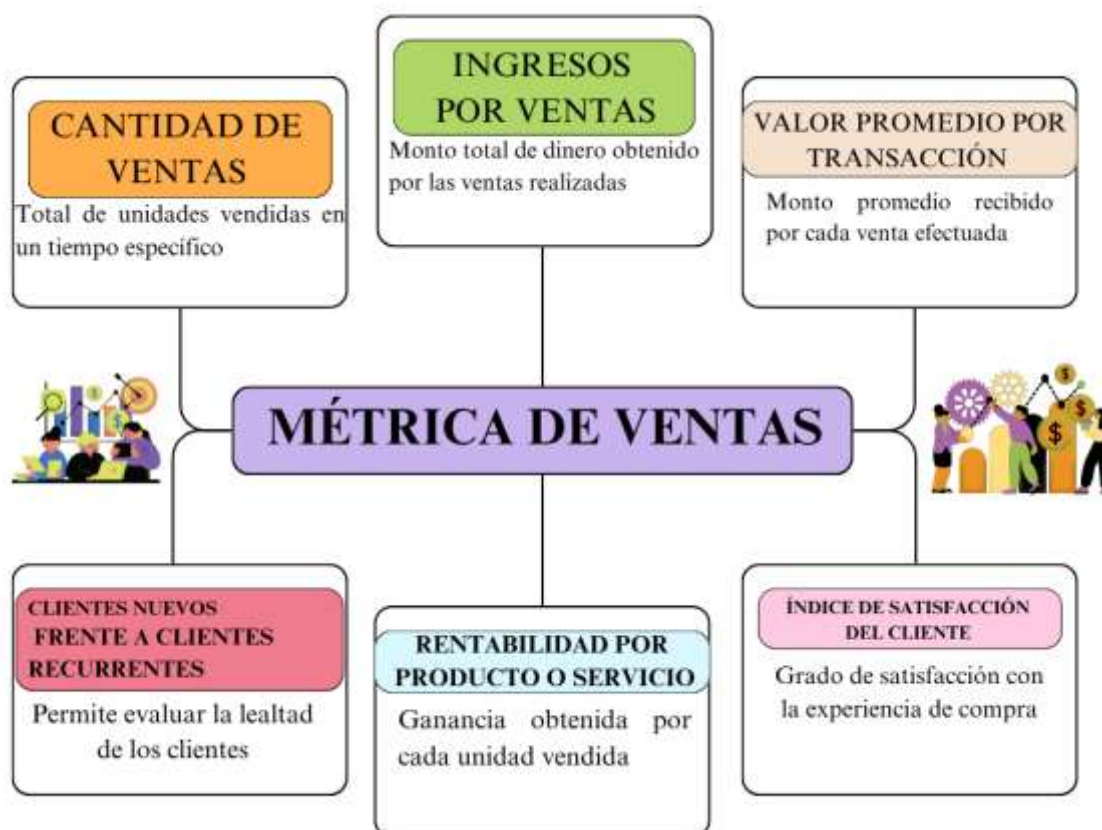 CANTIDAD DE
VENTAS
Total de unidades vendidas en
un tiempo específico
INGRESOS
POR VENTAS
Monto total de dinero obtenido
por las ventas realizadas
VALOR PROMEDIO POR
TRANSACCIÓN
Monto promedio recibido
por cada venta efectuada
MÉTRICA DE VENTAS
CLIENTES NUEVOS
FRENTE A CLIENTES
RECURRENTES
Permite evaluar la lealtad
de los clientes
RENTABILIDAD POR
PRODUCTO O SERVICIO
Ganancia obtenida por
cada unidad vendida
ÍNDICE DE SATISFACCIÓN
DEL CLIENTE
Grado de satisfacción con
la experiencia de compra